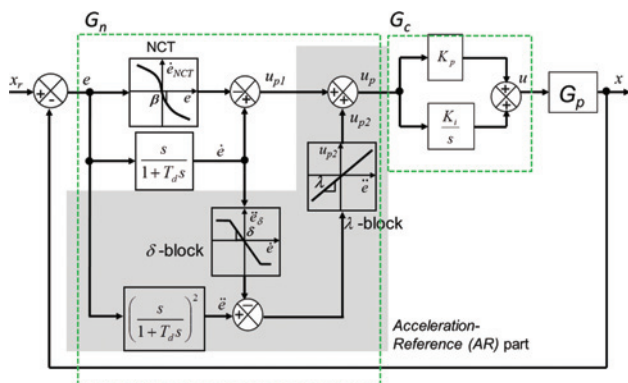 G_n
G_c
NCT
x_r
+
-
e
ė_NCT
β
e
-
+
u_p1
+
+
u_p
u_p2
K_p
K_i
s
+
+
u
G_p
x
s
1+T_d s
ė
u_p2
λ
ë
λ -block
δ -block
ë_δ
δ
ė
(s / 1+T_d s)^2
ë
+
−
Acceleration-
Reference (AR) part